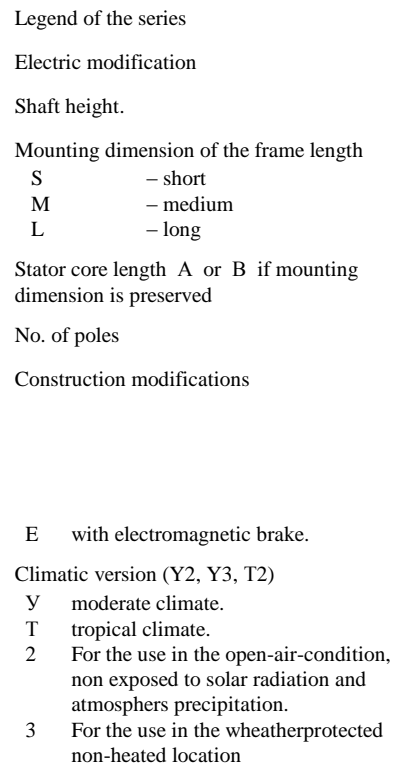 Legend of the series
Electric modification
Shaft height.
Mounting dimension of the frame length
S – short
M – medium
L – long
Stator core length A or B if mounting
dimension is preserved
No. of poles
Construction modifications
E with electromagnetic brake.
Climatic version (Y2, Y3, T2)
У moderate climate.
T tropical climate.
2 For the use in the open-air-condition,
non exposed to solar radiation and
atmosphers precipitation.
3 For the use in the wheatherprotected
non-heated location